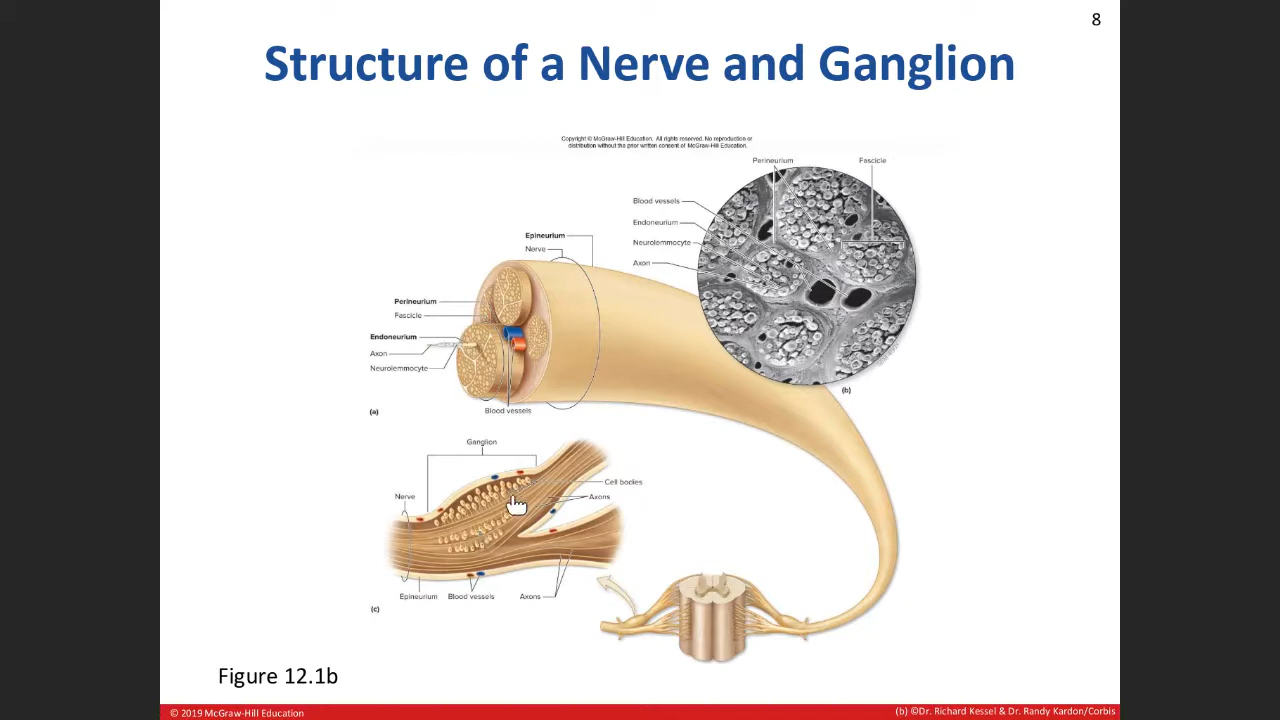 8
Structure of a Nerve and Ganglion
Copyright © McGraw-Hill Education. All rights reserved. No reproduction or
distribution without the prior written consent of McGraw-Hill Education.
Perineurium
Fascicle
Blood vessels
Endoneurium
Neurolemmocyte
Axon
(b)
Epineurium
Nerve
Perineurium
Fascicle
Endoneurium
Axon
Neurolemmocyte
Blood vessels
(a)
Ganglion
Cell bodies
Axons
Nerve
Epineurium
Blood vessels
Axons
(c)
Figure 12.1b
© 2019 McGraw-Hill Education
(b) ©Dr. Richard Kessel & Dr. Randy Kardon/Corbis